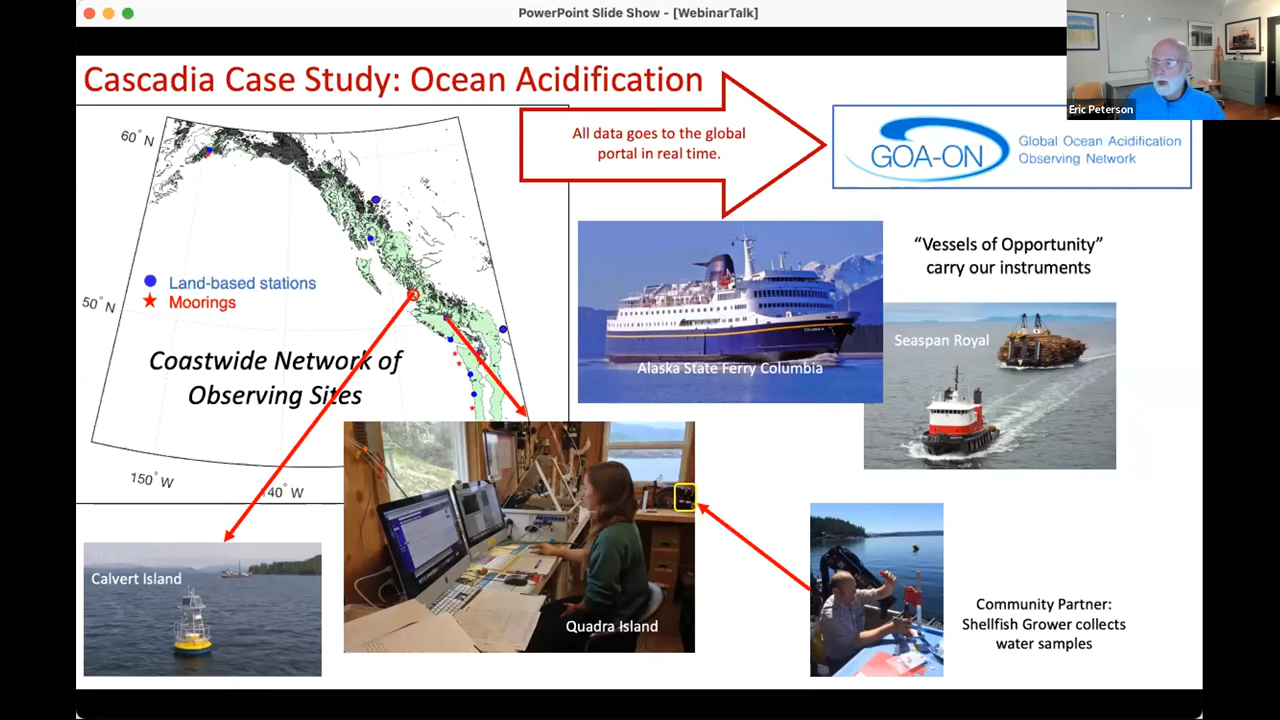 PowerPoint Slide Show - [WebinarTalk]
Eric Peterson
Cascadia Case Study: Ocean Acidification
All data goes to the global
portal in real time.
GOA-ON
Global Ocean Acidification
Observing Network
60° N
50° N
150° W
140° W
Land-based stations
Moorings
Coastwide Network of
Observing Sites
Alaska State Ferry Columbia
“Vessels of Opportunity”
carry our instruments
Seaspan Royal
Calvert Island
Quadra Island
Community Partner:
Shellfish Grower collects
water samples